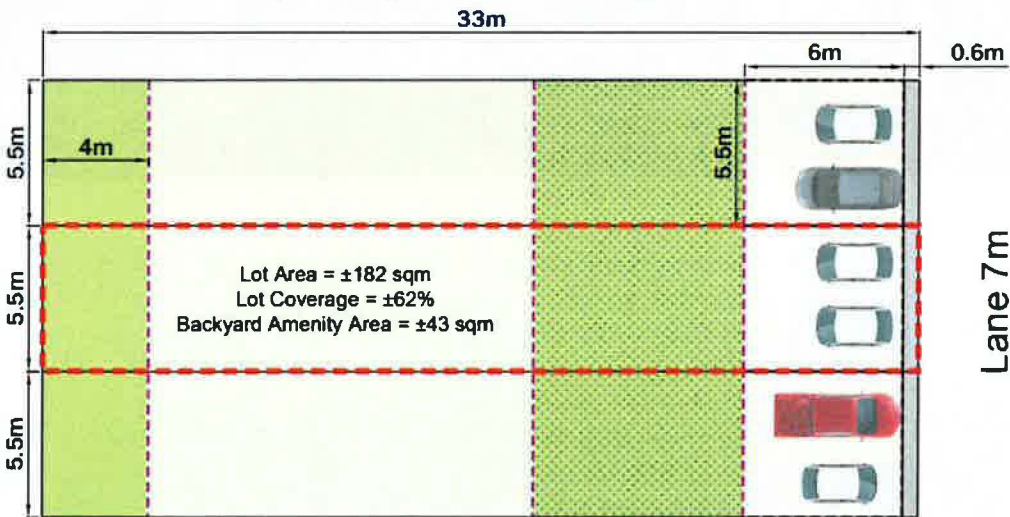 33m
6m
0.6m
5.5m
4m
5.5m
5.5m
Lot Area = ±182 sqm
Lot Coverage = ±62%
Backyard Amenity Area = ±43 sqm
Lane 7m
5.5m